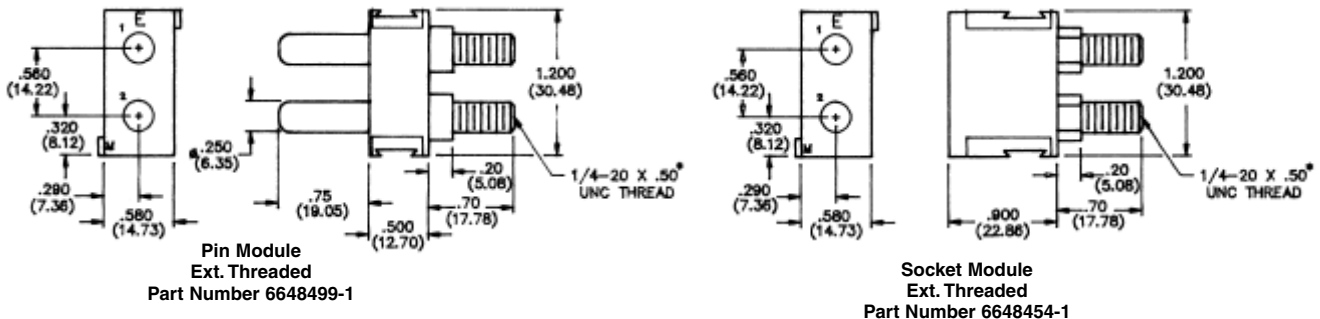 E
1
.560
(14.22)
2
.320
(8.12)
M
.290
(7.36)
.580
(14.73)
ø.250
(6.35)
.75
(19.05)
.500
(12.70)
.20
(5.08)
.70
(17.78)
1.200
(30.48)
1/4-20 X .50*
UNC THREAD
Pin Module
Ext. Threaded
Part Number 6648499-1
E
1
.560
(14.22)
2
.320
(8.12)
M
.290
(7.36)
.580
(14.73)
.900
(22.86)
.20
(5.08)
.70
(17.78)
1.200
(30.48)
1/4-20 X .50*
UNC THREAD
Socket Module
Ext. Threaded
Part Number 6648454-1